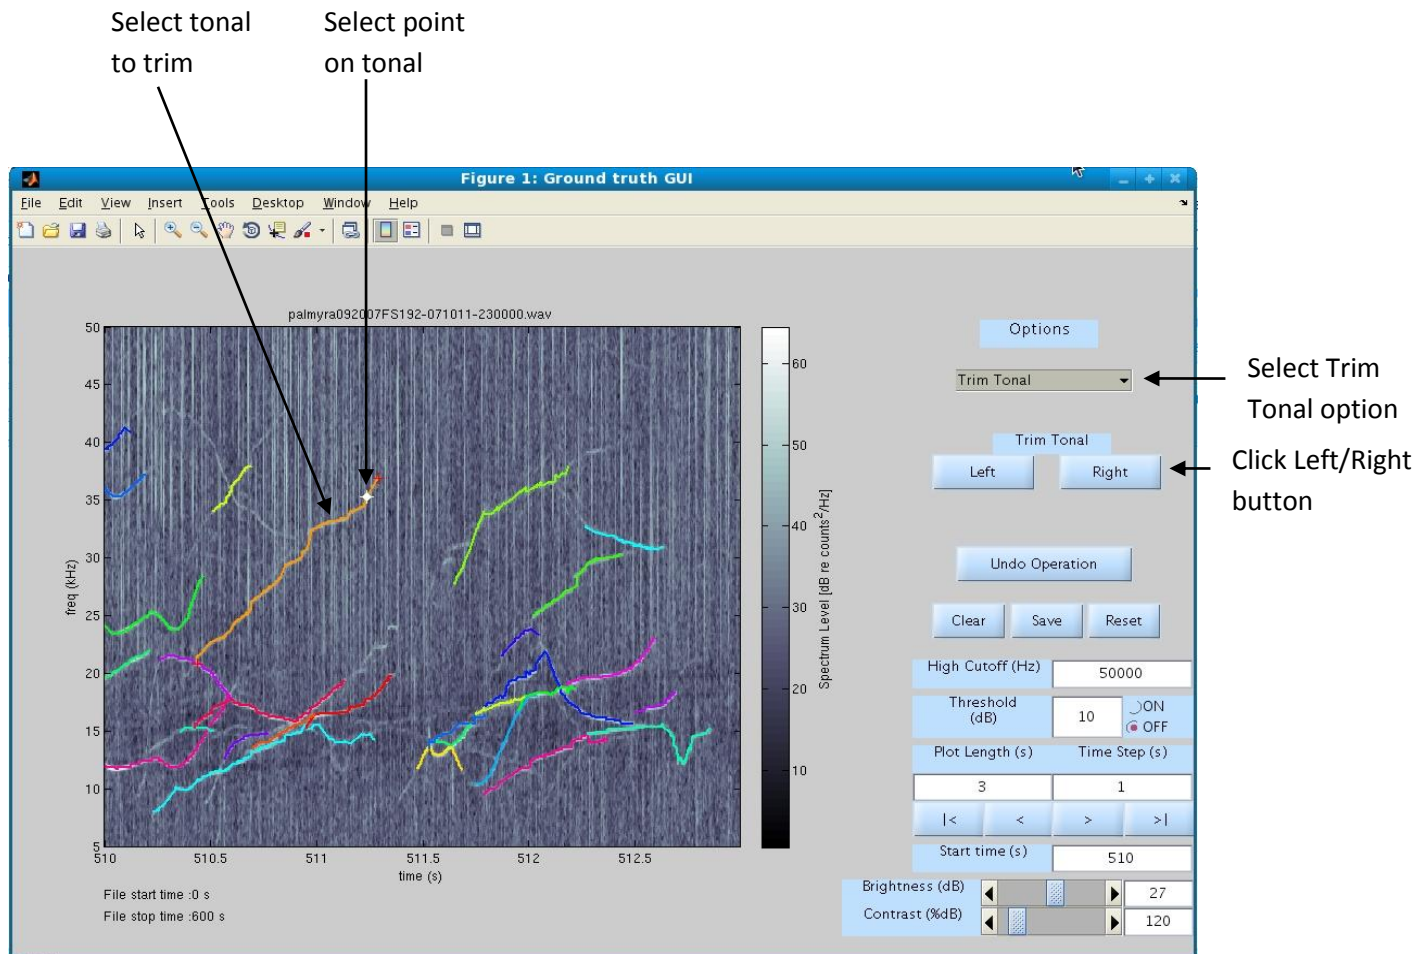 Select tonal
to trim
Select point
on tonal
Figure 1: Ground truth GUI
File Edit View Insert Tools Desktop Window Help
palmyra092007FS192-071011-230000.wav
50
45
40
35
30
25
20
15
10
5
freq (kHz)
510 510.5 511 511.5 512 512.5
time (s)
File start time :0 s
File stop time :600 s
60
50
40
30
20
10
Spectrum Level [dB re counts²/Hz]
Options
Trim Tonal
Select Trim
Tonal option
Trim Tonal
Left Right
Click Left/Right
button
Undo Operation
Clear Save Reset
High Cutoff (Hz) 50000
Threshold
(dB)
10
ON
OFF
Plot Length (s) Time Step (s)
3 1
|< < > >|
Start time (s) 510
Brightness (dB) 27
Contrast (%dB) 120